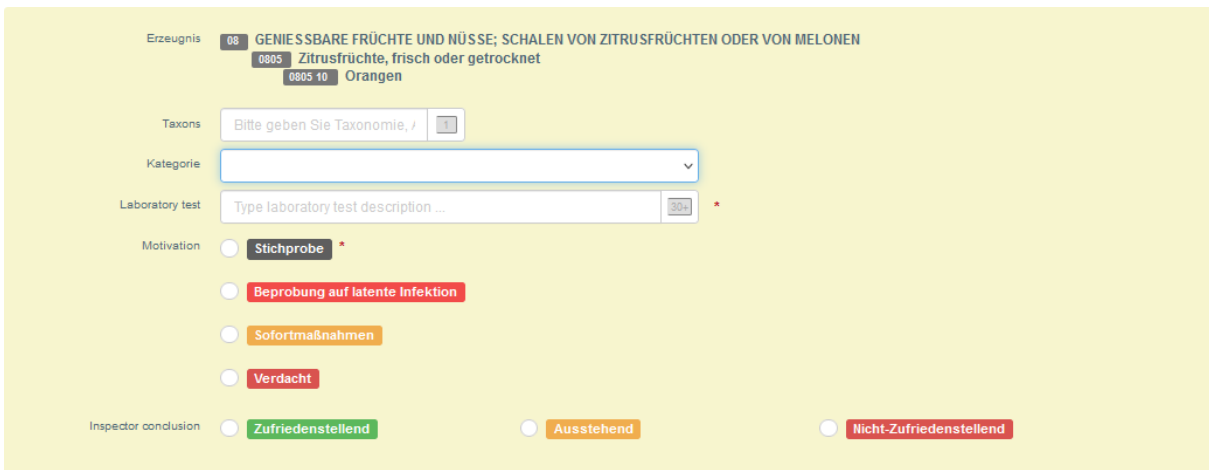 Erzeugnis 08 GENIESSBARE FRÜCHTE UND NÜSSE; SCHALEN VON ZITRUSFRÜCHTEN ODER VON MELONEN
0805 Zitrusfrüchte, frisch oder getrocknet
0805 10 Orangen
Taxons Bitte geben Sie Taxonomie, 1
Kategorie
Laboratory test Type laboratory test description ... 30+ *
Motivation Stichprobe *
Beprobung auf latente Infektion
Sofortmaßnahmen
Verdacht
Inspector conclusion Zufriedenstellend Ausstehend Nicht-Zufriedenstellend